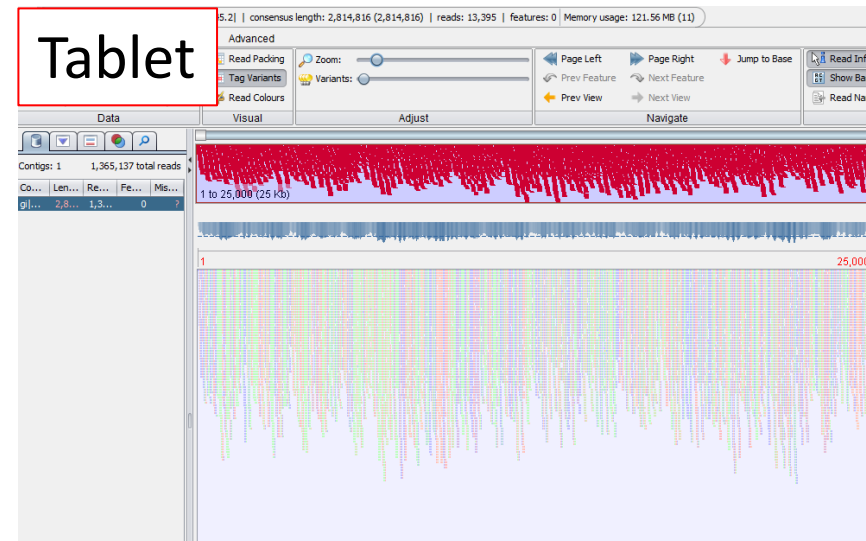 Tablet
5.2| | consensus length: 2,814,816 (2,814,816) | reads: 13,395 | features: 0 Memory usage: 121.56 MB (11)
Advanced
Read Packing Zoom: Page Left Page Right Jump to Base Read Inf
Tag Variants Variants: Prev Feature Next Feature Show Ba
Read Colours Prev View Next View Read Na
Data Visual Adjust Navigate
Contigs: 1 1,365,137 total reads
Co... Len... Re... Fe... Mis...
gi|... 2,8... 1,3... 0 ?
1 to 25,000 (25 Kb)
1 25,000